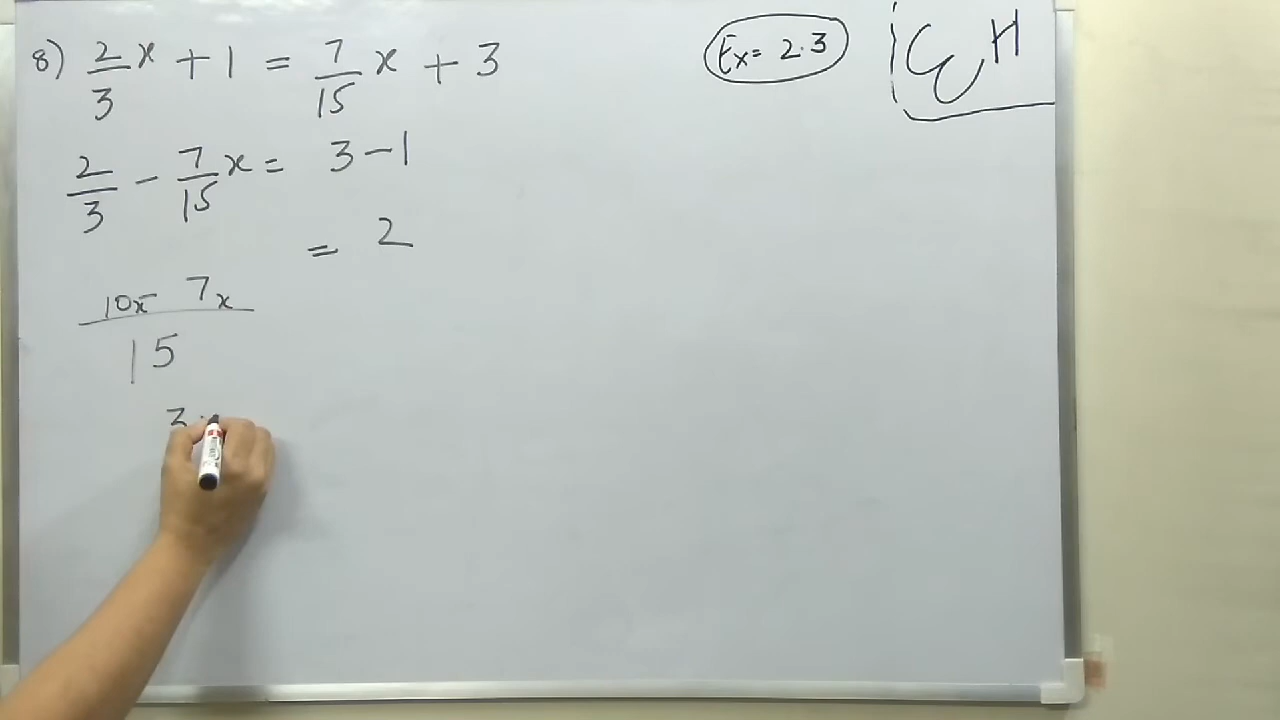 8) 2/3 x + 1 = 7/15 x + 3
Ex = 2.3
2/3 - 7/15 x = 3 - 1
= 2
10x - 7x
15
3